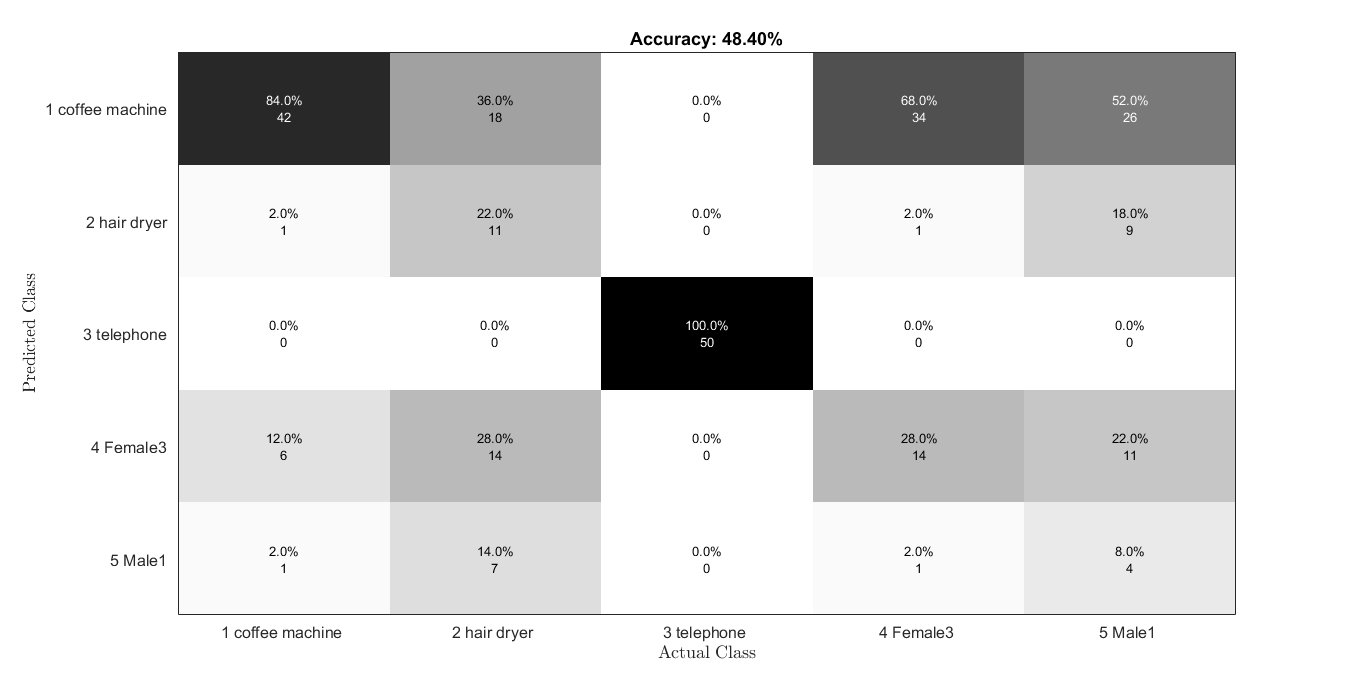 Accuracy: 48.40%
Predicted Class
1 coffee machine
84.0% 36.0% 0.0% 68.0% 52.0%
42 18 0 34 26
2 hair dryer
2.0% 22.0% 0.0% 2.0% 18.0%
1 11 0 1 9
3 telephone
0.0% 0.0% 100.0% 0.0% 0.0%
0 0 50 0 0
4 Female3
12.0% 28.0% 0.0% 28.0% 22.0%
6 14 0 14 11
5 Male1
2.0% 14.0% 0.0% 2.0% 8.0%
1 7 0 1 4
1 coffee machine 2 hair dryer 3 telephone 4 Female3 5 Male1
Actual Class